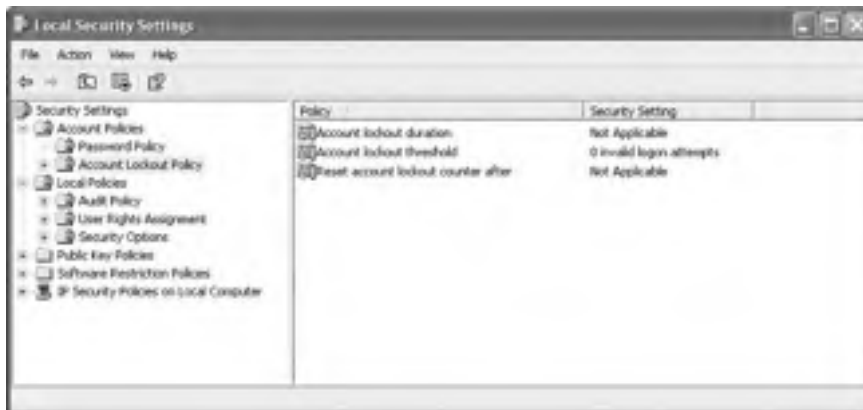 Local Security Settings
File Action View Help
Security Settings
Account Policies
Password Policy
Account Lockout Policy
Local Policies
Audit Policy
User Rights Assignment
Security Options
Public Key Policies
Software Restriction Policies
IP Security Policies on Local Computer
Policy Security Setting
Account lockout duration Not Applicable
Account lockout threshold 0 invalid logon attempts
Reset account lockout counter after Not Applicable